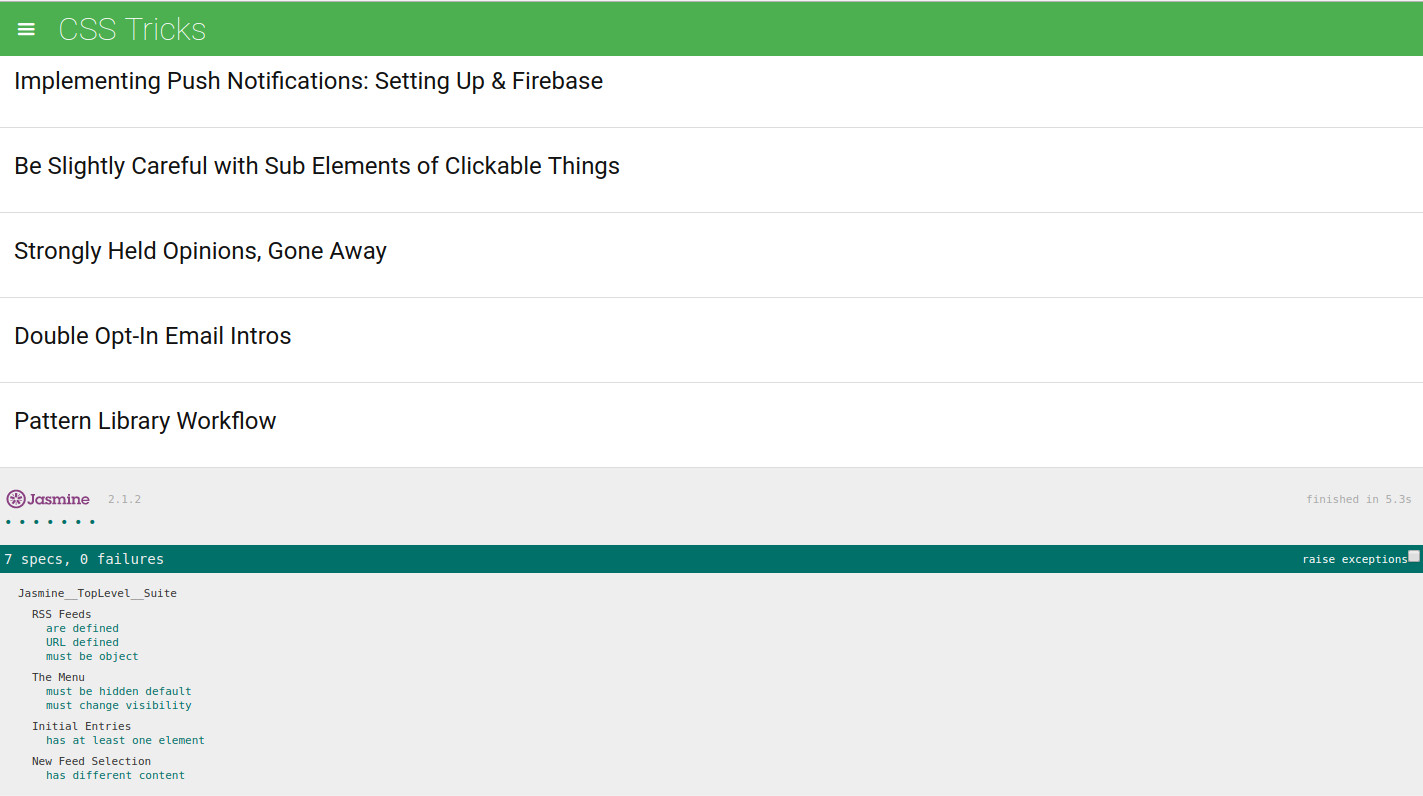 CSS Tricks
Implementing Push Notifications: Setting Up & Firebase
Be Slightly Careful with Sub Elements of Clickable Things
Strongly Held Opinions, Gone Away
Double Opt-In Email Intros
Pattern Library Workflow
Jasmine 2.1.2 finished in 5.3s
• • • • • • •
7 specs, 0 failures raise exceptions
Jasmine__TopLevel__Suite
RSS Feeds
are defined
URL defined
must be object
The Menu
must be hidden default
must change visibility
Initial Entries
has at least one element
New Feed Selection
has different content